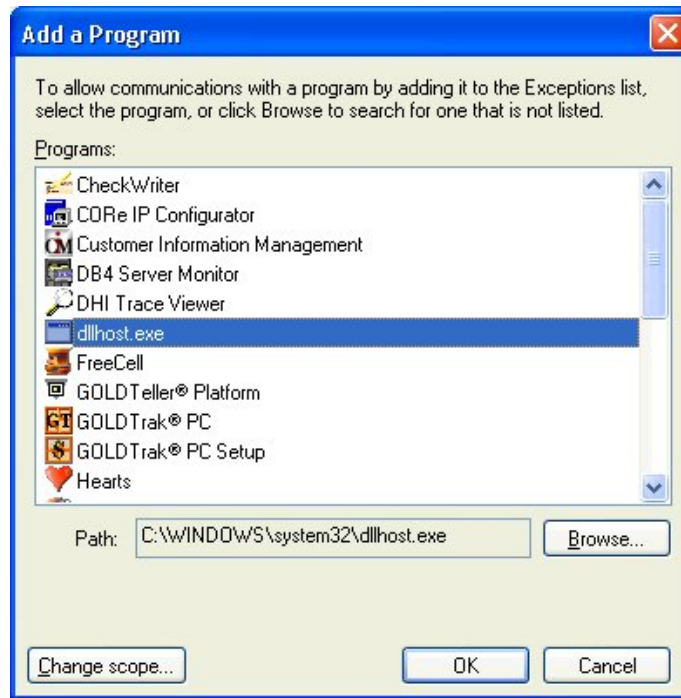 Add a Program
To allow communications with a program by adding it to the Exceptions list,
select the program, or click Browse to search for one that is not listed.
Programs:
CheckWriter
CORe IP Configurator
Customer Information Management
DB4 Server Monitor
DHI Trace Viewer
dllhost.exe
FreeCell
GOLDTeller® Platform
GOLDTrak® PC
GOLDTrak® PC Setup
Hearts
Path: C:\WINDOWS\system32\dllhost.exe Browse...
Change scope... OK Cancel